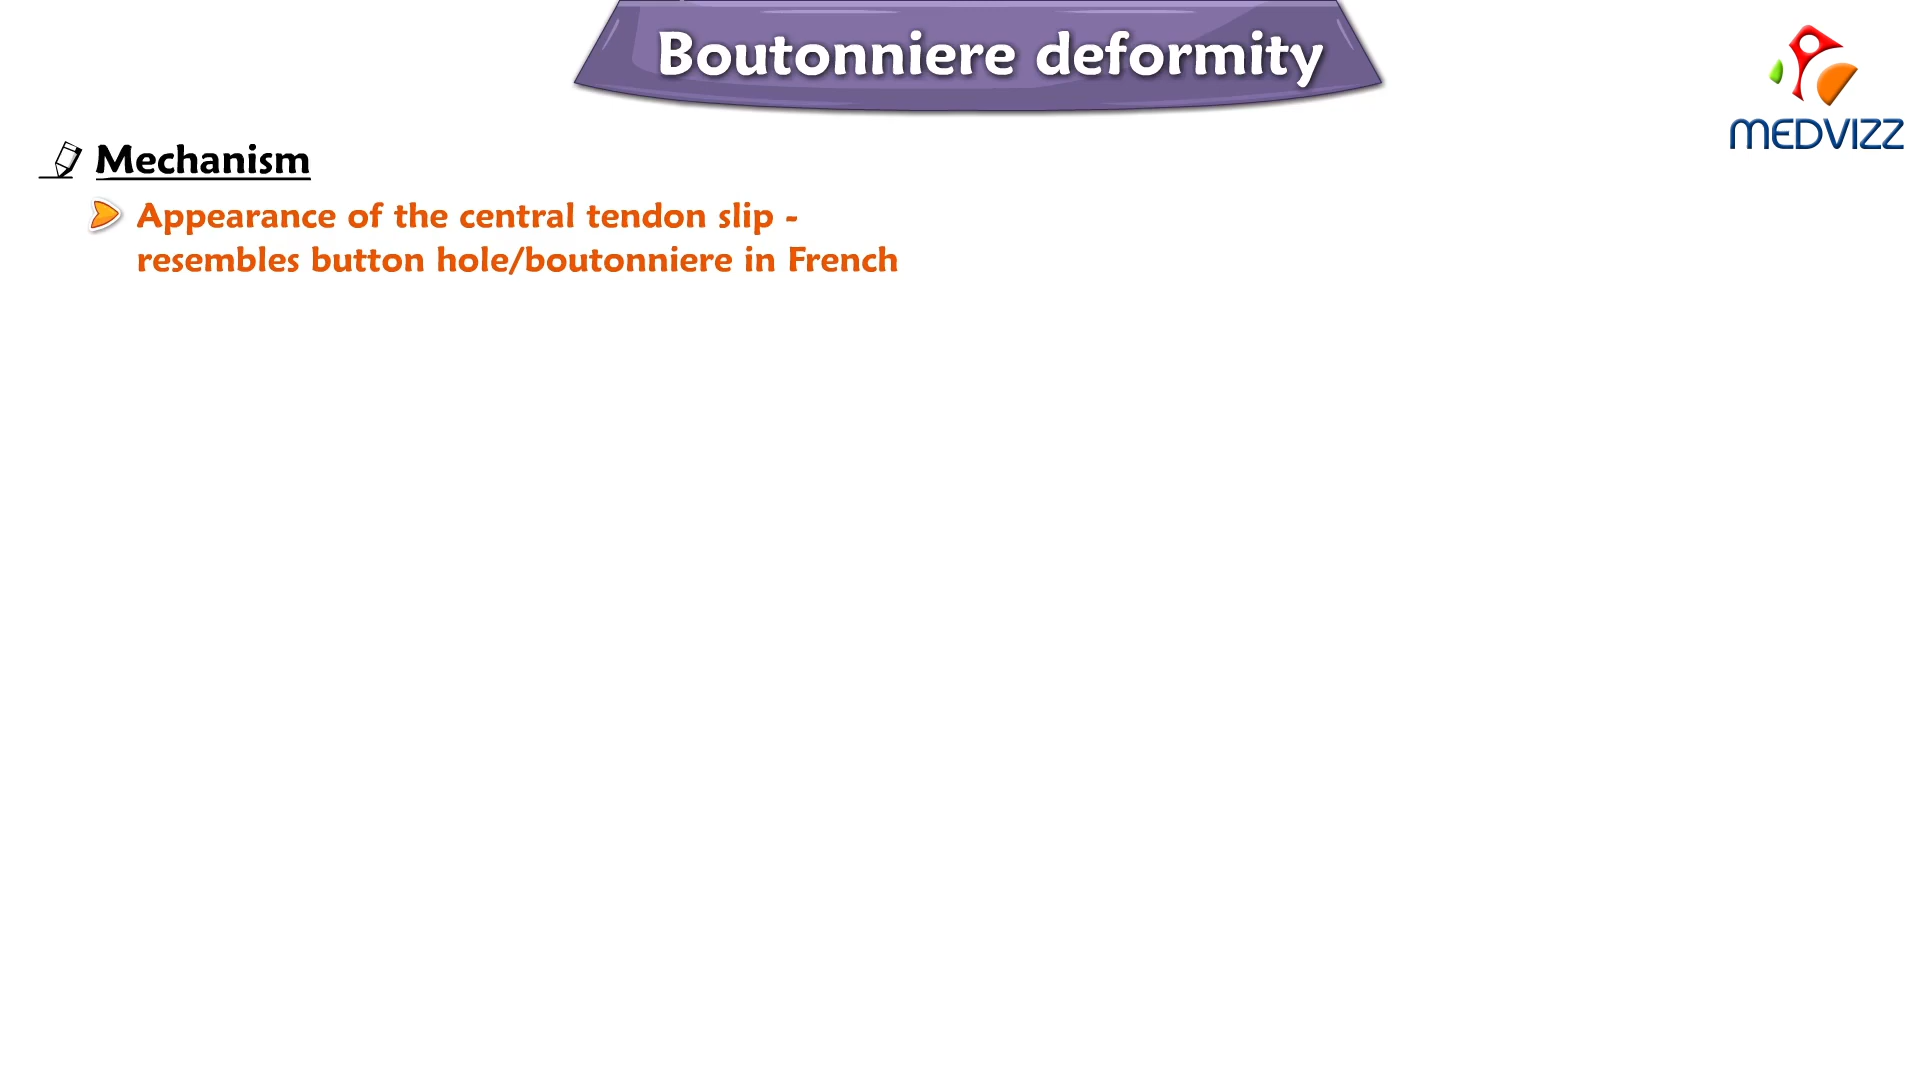 Boutonniere deformity
MEDVIZZ
Mechanism
Appearance of the central tendon slip -
resembles button hole/boutonniere in French